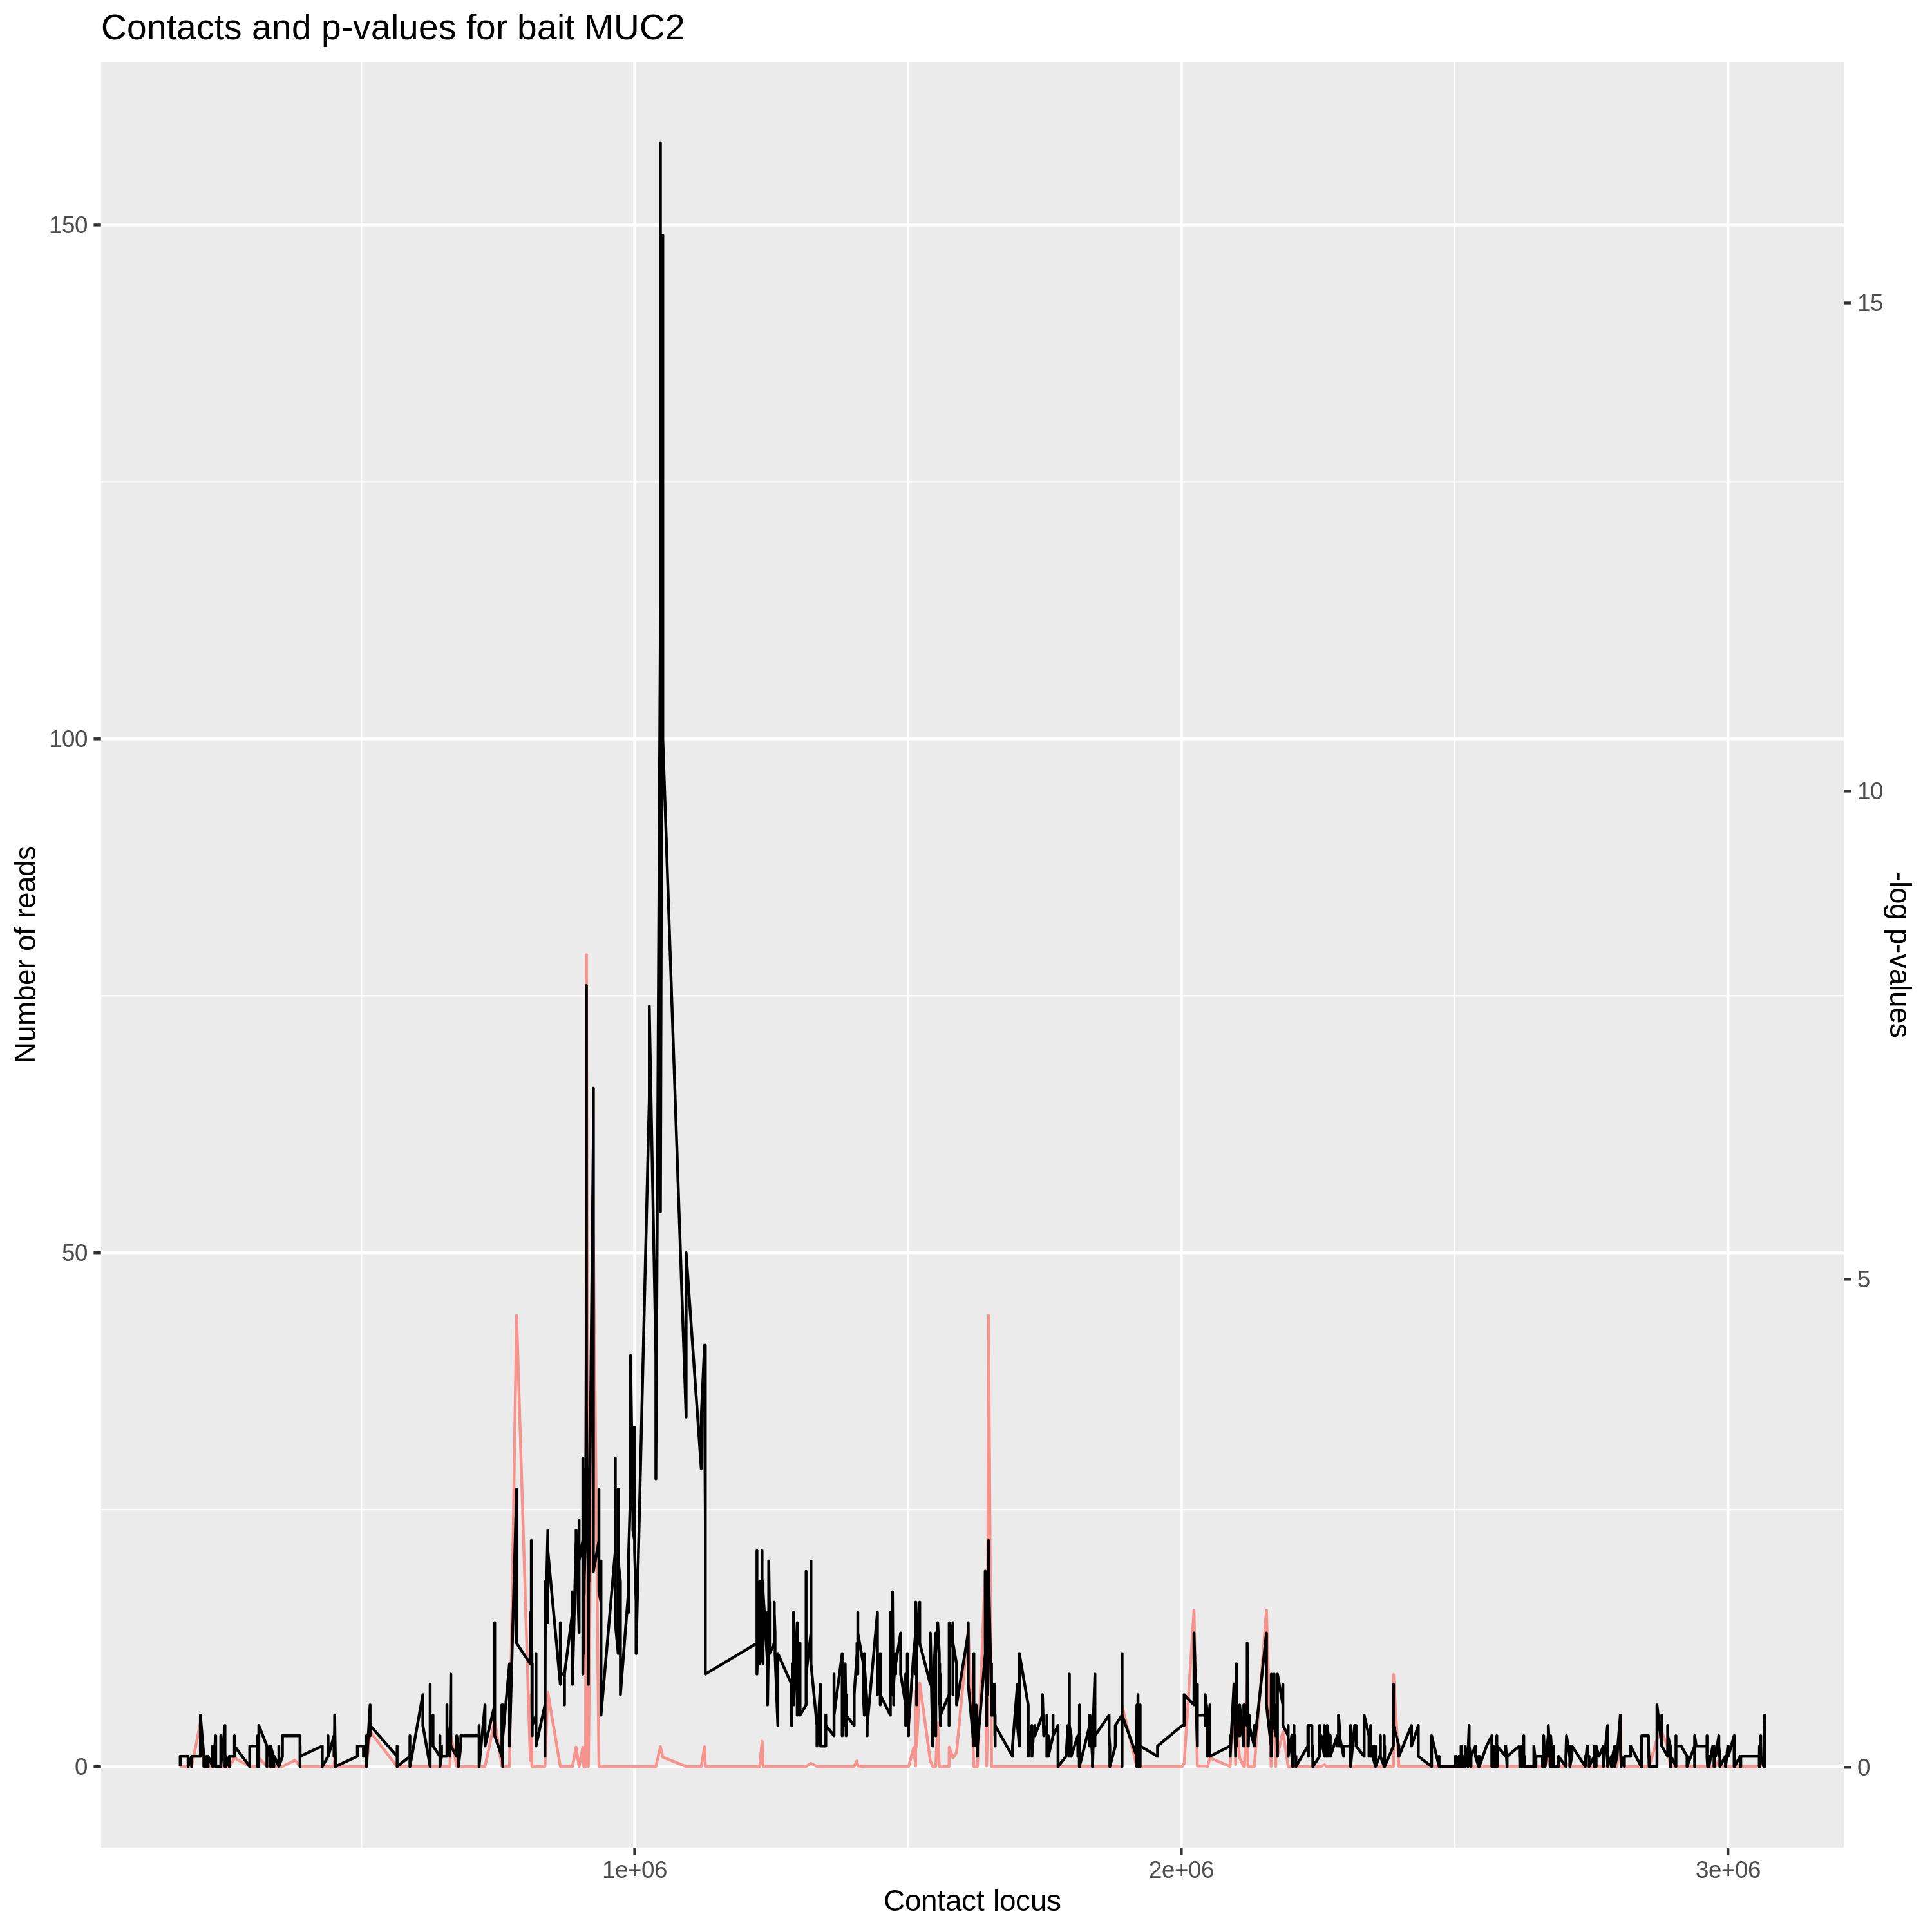 Contacts and p-values for bait MUC2
Number of reads
150
100
50
0
15
10
5
0
-log p-values
1e+06
2e+06
3e+06
Contact locus